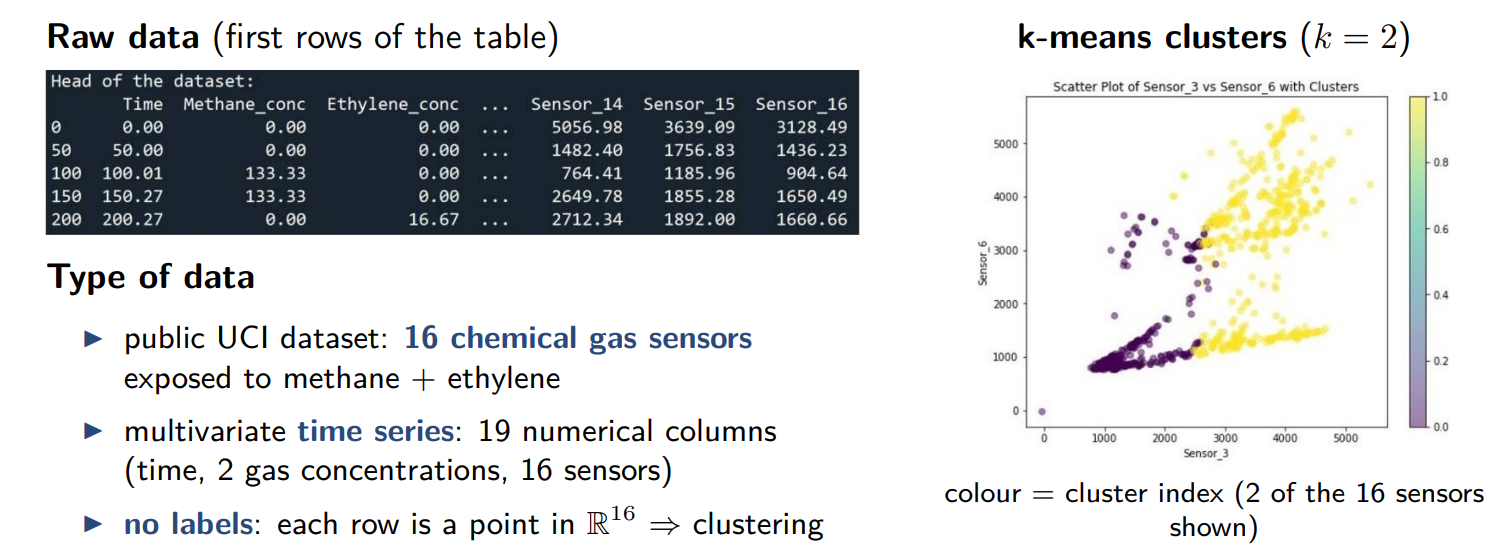 Raw data (first rows of the table)
Head of the dataset:
Time Methane_conc Ethylene_conc ... Sensor_14 Sensor_15 Sensor_16
0 0.00 0.00 0.00 ... 5056.98 3639.09 3128.49
50 50.00 0.00 0.00 ... 1482.40 1756.83 1436.23
100 100.01 133.33 0.00 ... 764.41 1185.96 904.64
150 150.27 133.33 0.00 ... 2649.78 1855.28 1650.49
200 200.27 0.00 16.67 ... 2712.34 1892.00 1660.66
Type of data
▶ public UCI dataset: 16 chemical gas sensors
exposed to methane + ethylene
▶ multivariate time series: 19 numerical columns
(time, 2 gas concentrations, 16 sensors)
▶ no labels: each row is a point in ℝ¹⁶ ⇒ clustering
k-means clusters (k = 2)
Scatter Plot of Sensor_3 vs Sensor_6 with Clusters
Sensor_6
5000
4000
3000
2000
1000
0
0 1000 2000 3000 4000 5000
Sensor_3
1.0
0.8
0.6
0.4
0.2
0.0
colour = cluster index (2 of the 16 sensors
shown)